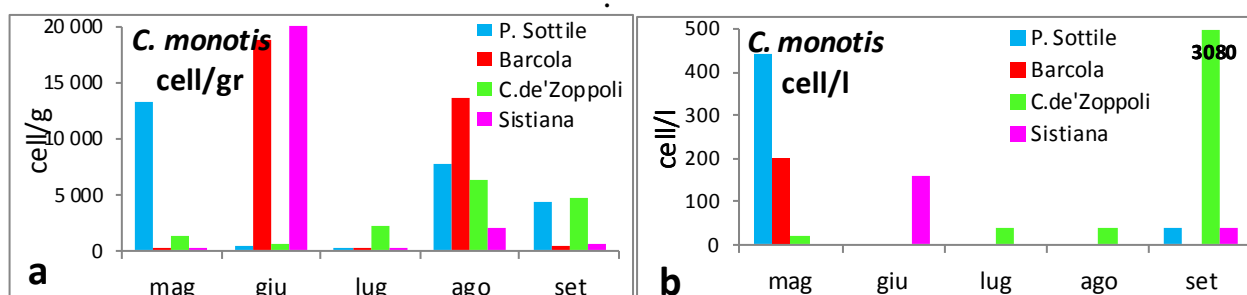 C. monotis
cell/gr
cell/g
20 000
15 000
10 000
5 000
0
P. Sottile
Barcola
C.de'Zoppoli
Sistiana
mag giu lug ago set
a
C. monotis
cell/l
cell/l
500
400
300
200
100
0
P. Sottile
Barcola
C.de'Zoppoli
Sistiana
3080
mag giu lug ago set
b